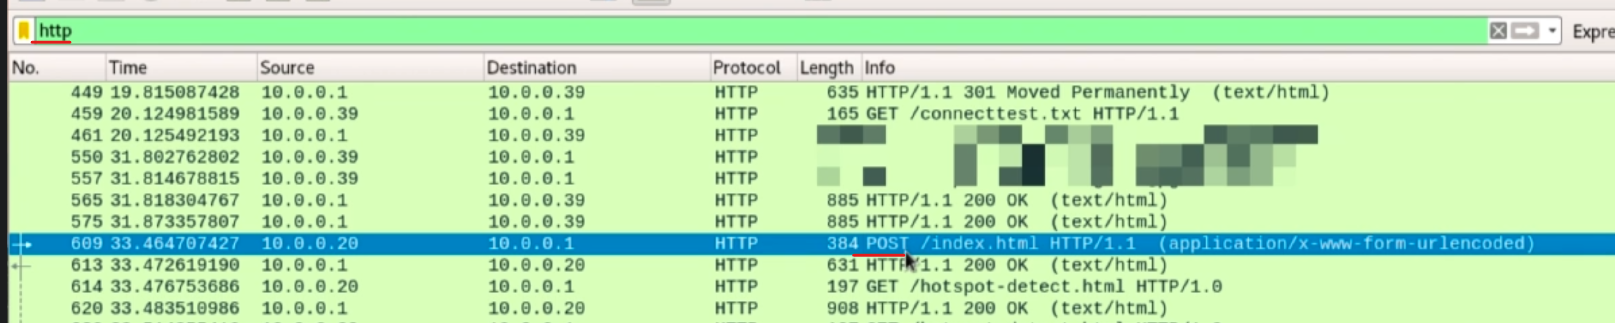 http
Expre
No. Time Source Destination Protocol Length Info
449 19.815087428 10.0.0.1 10.0.0.39 HTTP 635 HTTP/1.1 301 Moved Permanently (text/html)
459 20.124981589 10.0.0.39 10.0.0.1 HTTP 165 GET /connecttest.txt HTTP/1.1
461 20.125492193 10.0.0.1 10.0.0.39 HTTP
550 31.802762802 10.0.0.39 10.0.0.1 HTTP
557 31.814678815 10.0.0.39 10.0.0.1 HTTP
565 31.818304767 10.0.0.1 10.0.0.39 HTTP 885 HTTP/1.1 200 OK (text/html)
575 31.873357807 10.0.0.1 10.0.0.39 HTTP 885 HTTP/1.1 200 OK (text/html)
609 33.464707427 10.0.0.20 10.0.0.1 HTTP 384 POST /index.html HTTP/1.1 (application/x-www-form-urlencoded)
613 33.472619190 10.0.0.1 10.0.0.20 HTTP 631 HTTP/1.1 200 OK (text/html)
614 33.476753686 10.0.0.20 10.0.0.1 HTTP 197 GET /hotspot-detect.html HTTP/1.0
620 33.483510986 10.0.0.1 10.0.0.20 HTTP 908 HTTP/1.1 200 OK (text/html)